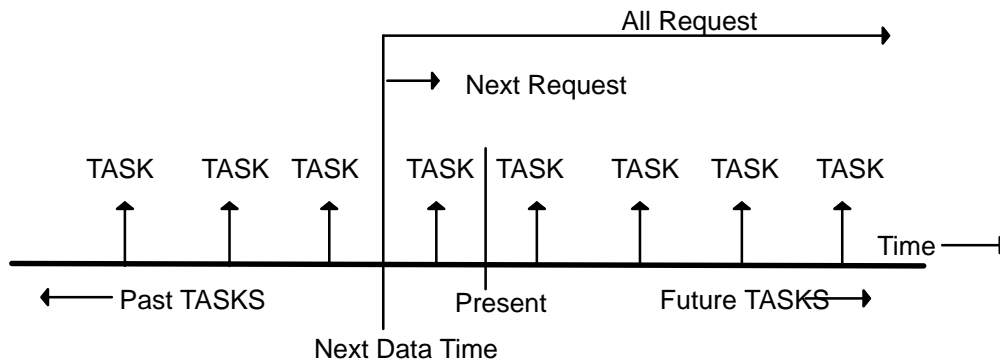 All Request
Next Request
TASK TASK TASK TASK TASK TASK TASK TASK
Time
Past TASKS Present Future TASKS
Next Data Time